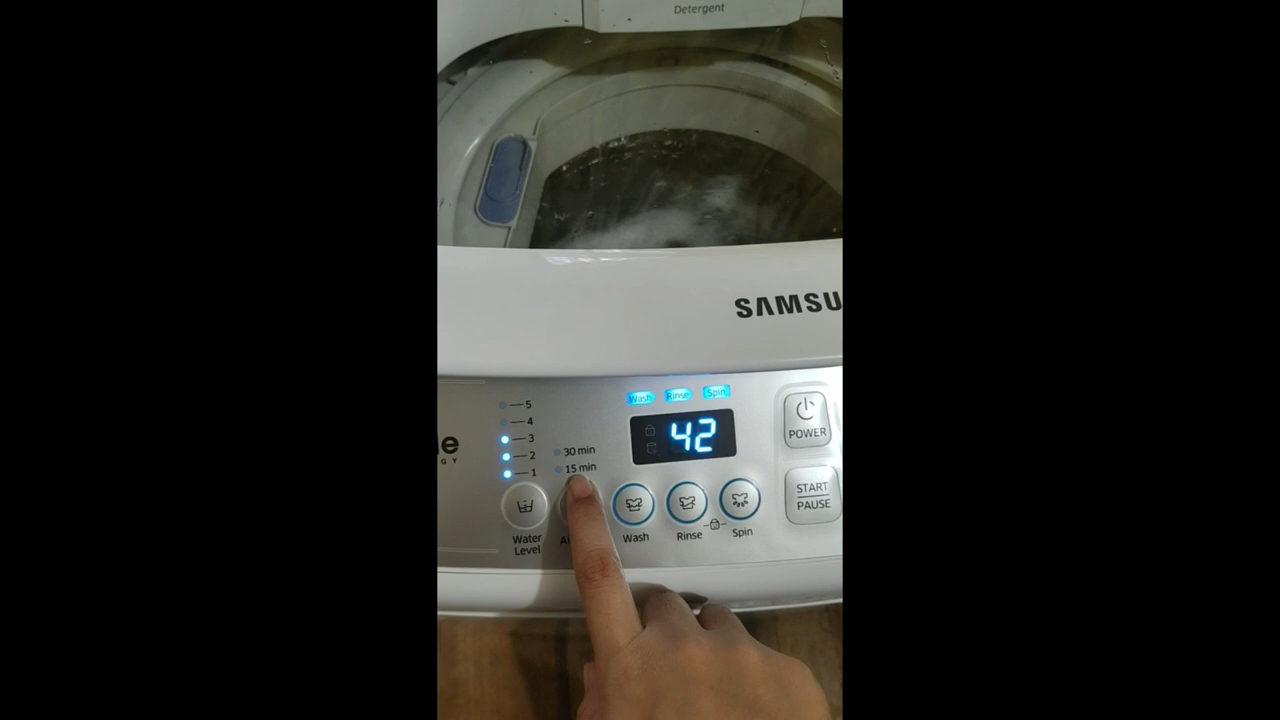 Detergent
SAMSU
Wash Rinse Spin
5
4
3
2
1
30 min
15 min
42
POWER
START
PAUSE
Water
Level
Wash
Rinse
Spin